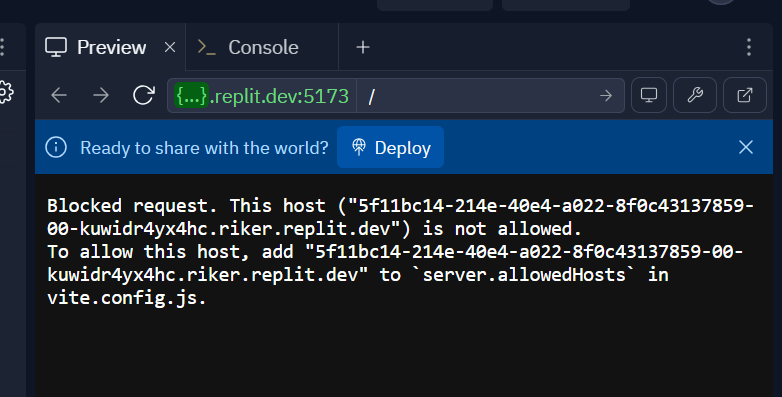 Preview
Console
{...}.replit.dev:5173 /
Ready to share with the world? Deploy
Blocked request. This host ("5f11bc14-214e-40e4-a022-8f0c43137859-
00-kuwidr4yx4hc.riker.replit.dev") is not allowed.
To allow this host, add "5f11bc14-214e-40e4-a022-8f0c43137859-00-
kuwidr4yx4hc.riker.replit.dev" to `server.allowedHosts` in
vite.config.js.